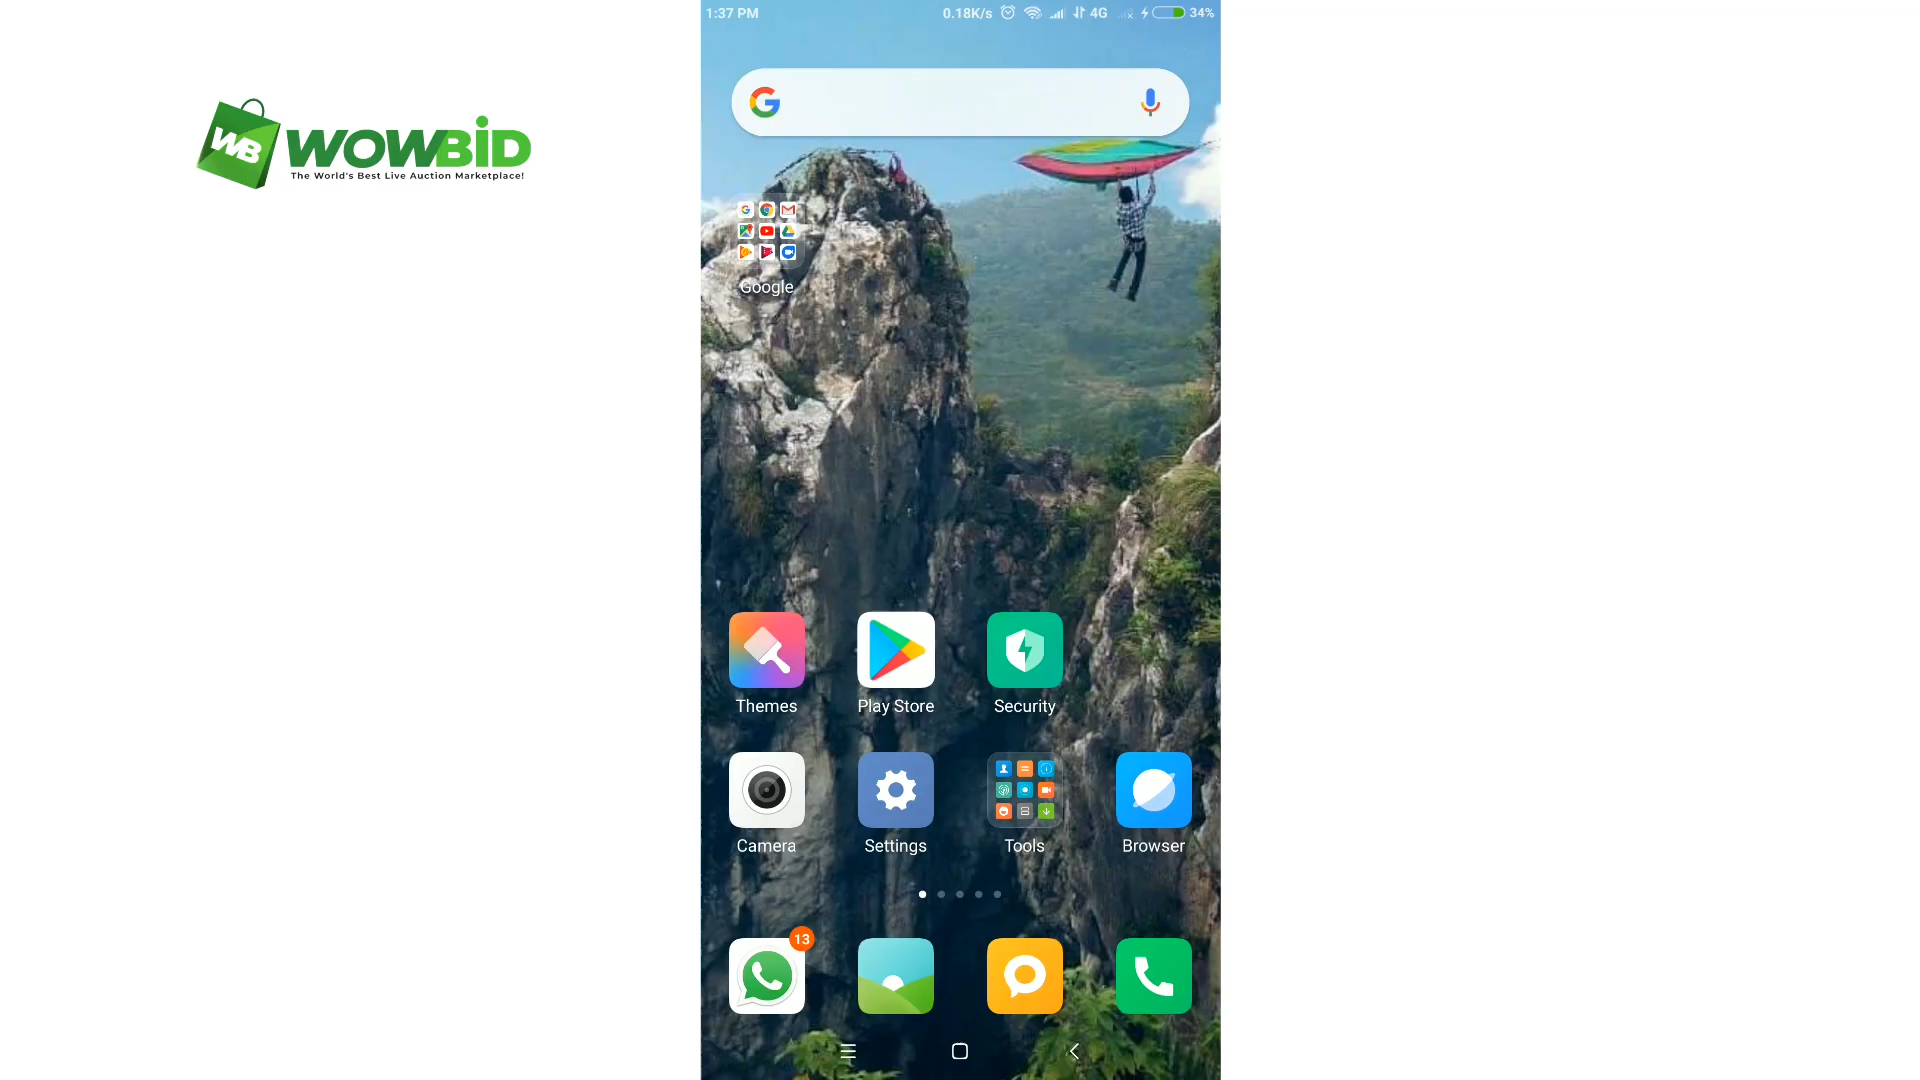 1:37 PM
0.18K/s
4G
34%
WB
WOWBiD
The World's Best Live Auction Marketplace!
Google
Themes
Play Store
Security
Camera
Settings
Tools
Browser
13